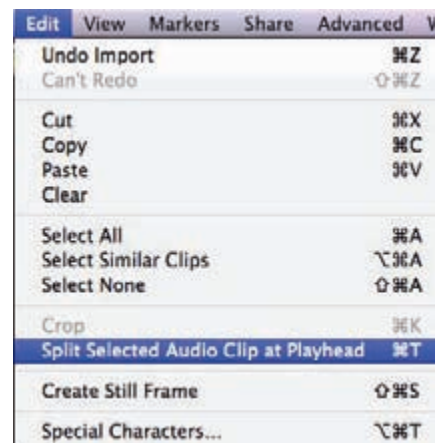 Edit View Markers Share Advanced
Undo Import ⌘Z
Can't Redo ⇧⌘Z
Cut ⌘X
Copy ⌘C
Paste ⌘V
Clear
Select All ⌘A
Select Similar Clips ⌥⌘A
Select None ⇧⌘A
Crop ⌘K
Split Selected Audio Clip at Playhead ⌘T
Create Still Frame ⇧⌘S
Special Characters... ⌥⌘T